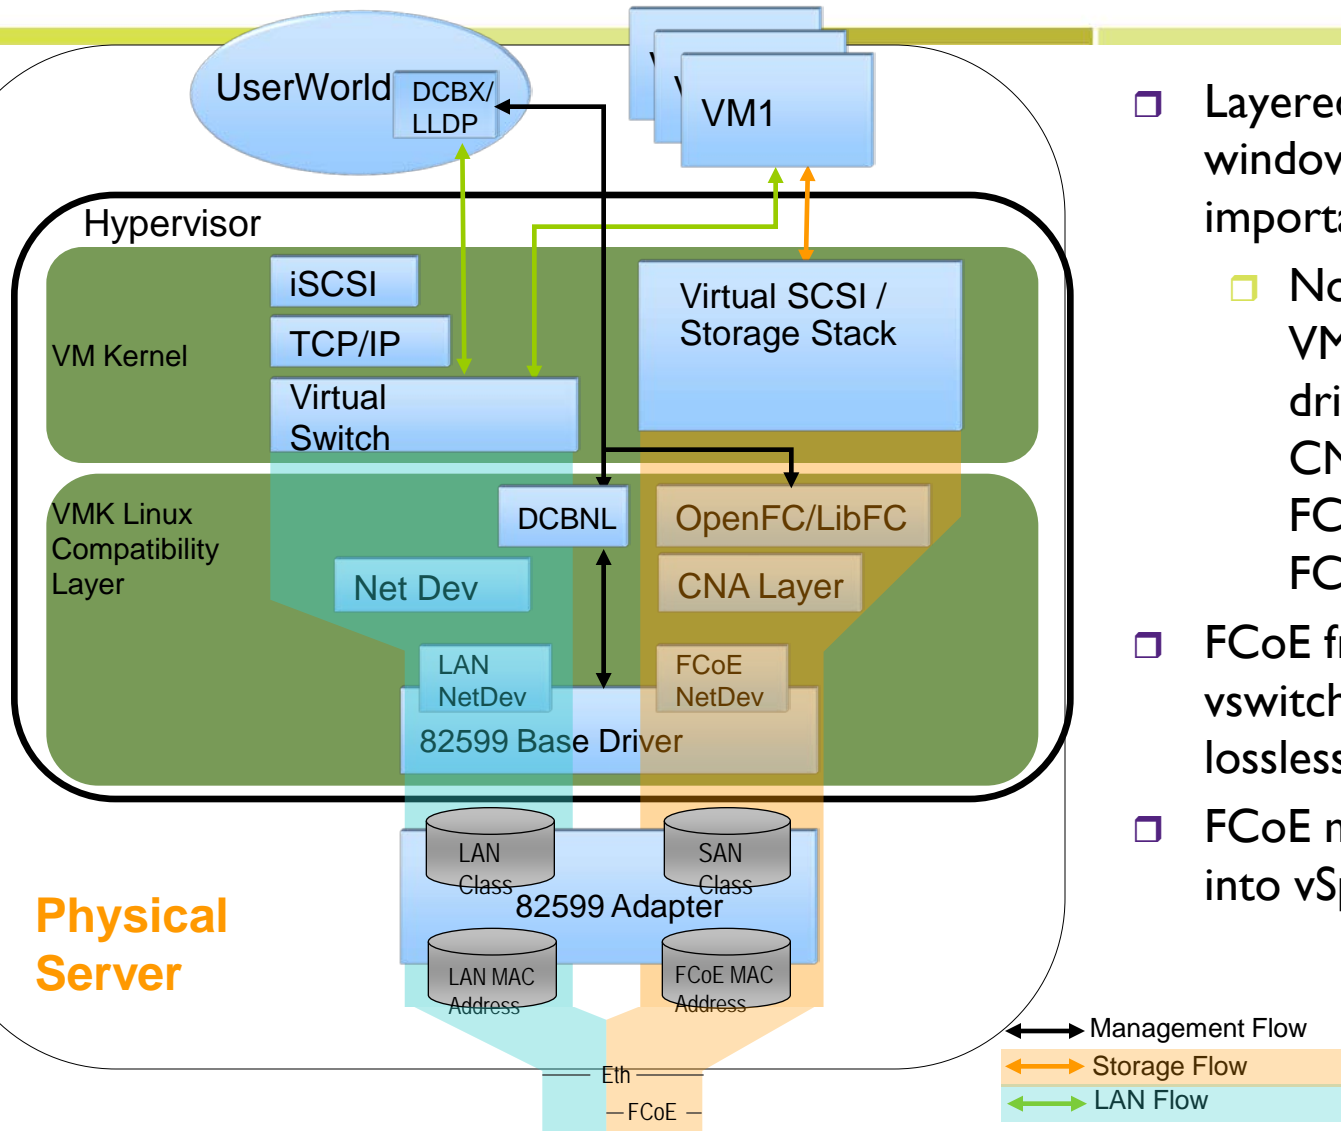 UserWorld
DCBX/
LLDP
VM1
Hypervisor
iSCSI
TCP/IP
VM Kernel
Virtual
Switch
Virtual SCSI /
Storage Stack
VMK Linux
Compatibility
Layer
DCBNL
OpenFC/LibFC
Net Dev
CNA Layer
LAN
NetDev
FCoE
NetDev
82599 Base Driver
LAN
Class
SAN
Class
82599 Adapter
LAN MAC
Address
FCoE MAC
Address
Physical
Server
Eth
FCoE
Layered
window
importa
No
VM
dri
CN
FC
FC
FCoE fr
vswitch
lossless
FCoE m
into vSp
Management Flow
Storage Flow
LAN Flow